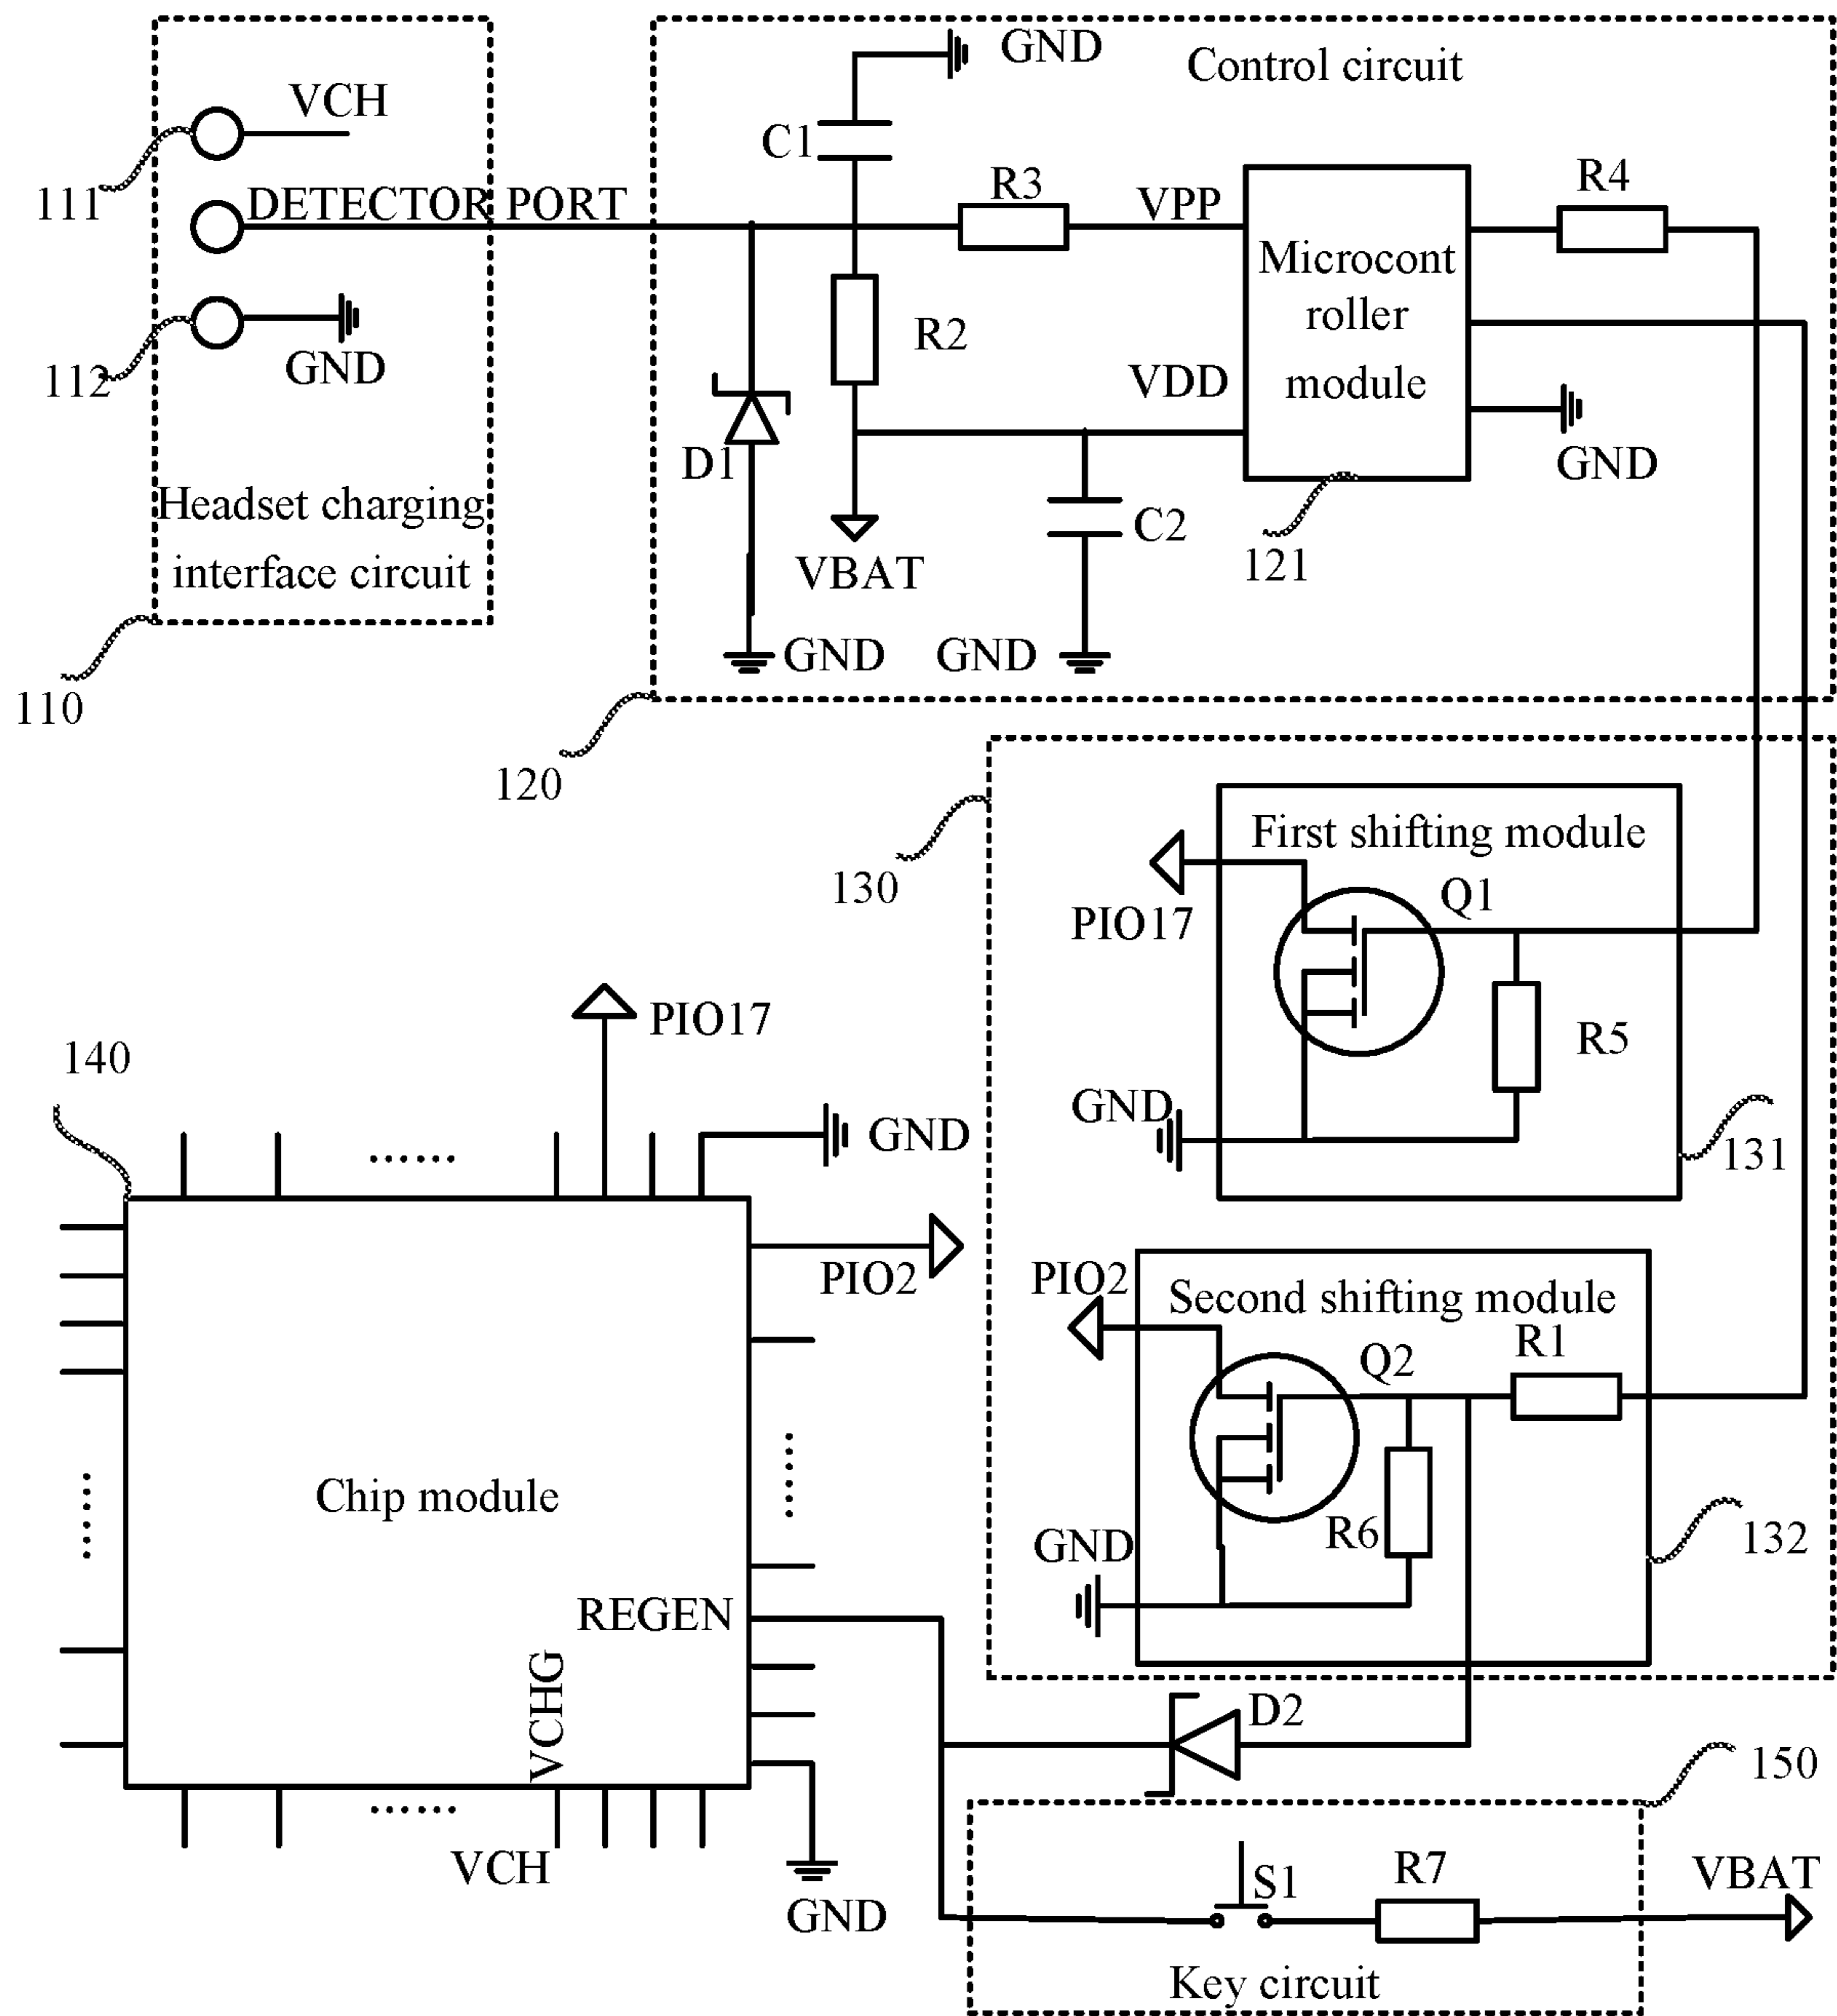 GND
Control circuit
VCH
C1
111
DETECTOR PORT
R3
VPP
R4
Microcont
roller
module
R2
112
GND
VDD
D1
GND
Headset charging
interface circuit
C2
VBAT
121
GND
GND
110
120
First shifting module
130
Q1
PIO17
PIO17
R5
140
GND
GND
131
PIO2
PIO2
Second shifting module
R1
Q2
Chip module
R6
GND
132
REGEN
VCHG
D2
150
VCH
S1
R7
VBAT
GND
Key circuit